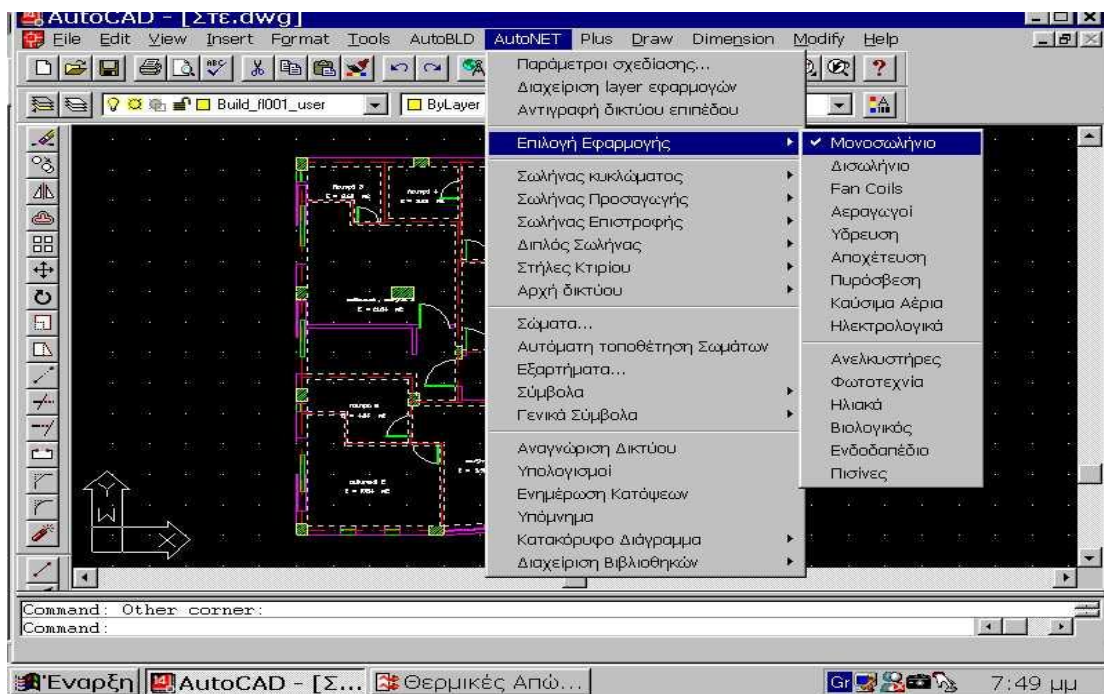 AutoCAD - [Στε.dwg]
File Edit View Insert Format Tools AutoBLD AutoNET Plus Draw Dimension Modify Help
Build_fl001_user
ByLayer
Παράμετροι σχεδίασης...
Διαχείριση layer εφαρμογών
Αντιγραφή δικτύου επιπέδου
Επιλογή Εφαρμογής
Σωλήνας κυκλώματος
Σωλήνας Προσαγωγής
Σωλήνας Επιστροφής
Διπλός Σωλήνας
Στήλες Κτιρίου
Αρχή δικτύου
Σώματα...
Αυτόματη τοποθέτηση Σωμάτων
Εξαρτήματα...
Σύμβολα
Γενικά Σύμβολα
Αναγνώριση Δικτύου
Υπολογισμοί
Ενημέρωση Κατόψεων
Υπόμνημα
Κατακόρυφο Διάγραμμα
Διαχείριση Βιβλιοθηκών
Μονοσωλήνιο
Δισωλήνιο
Fan Coils
Αεραγωγοί
Υδρευση
Αποχέτευση
Πυρόσβεση
Καύσιμα Αέρια
Ηλεκτρολογικά
Ανελκυστήρες
Φωτοτεχνία
Ηλιακά
Βιολογικός
Ενδοδαπέδιο
Πισίνες
W
Y
X
Command: Other corner:
Command:
Έναρξη
AutoCAD - [Σ...
Θερμικές Απώ...
Gr
7:49 μμ